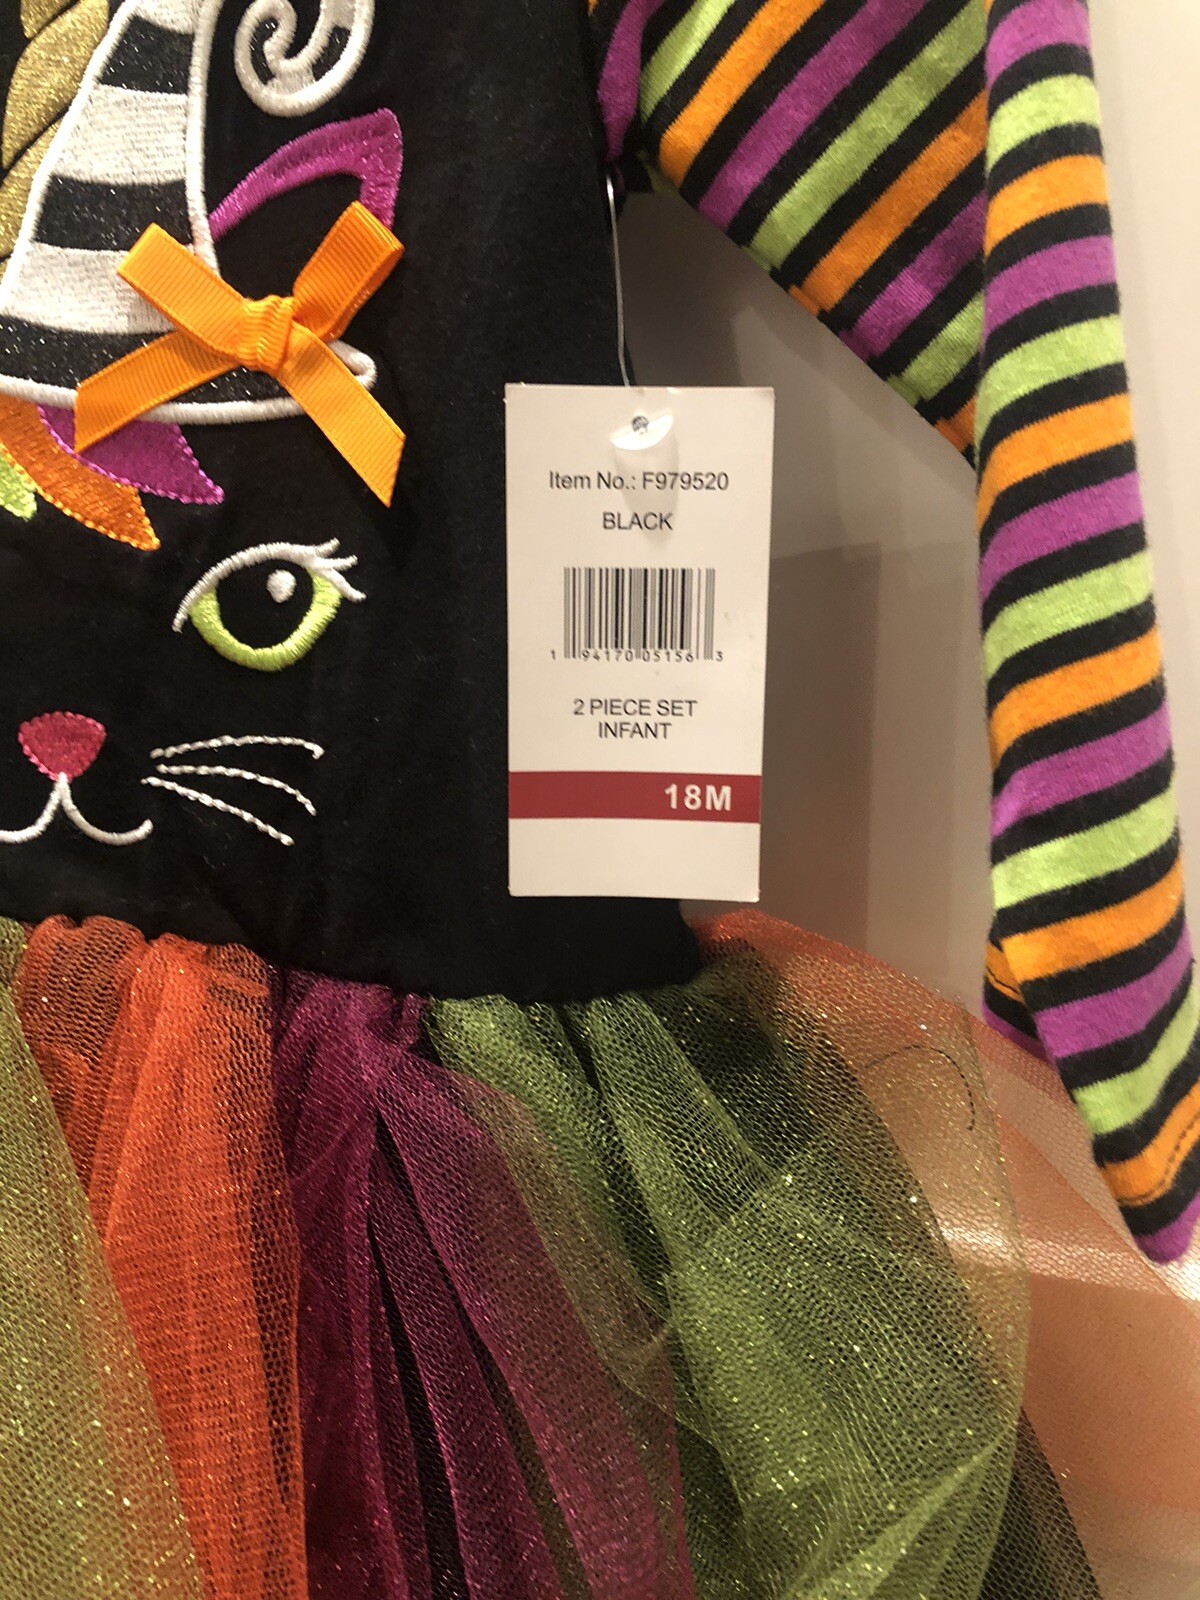 Item No.: F979520
BLACK
1 94170 05156 3
2 PIECE SET
INFANT
18M